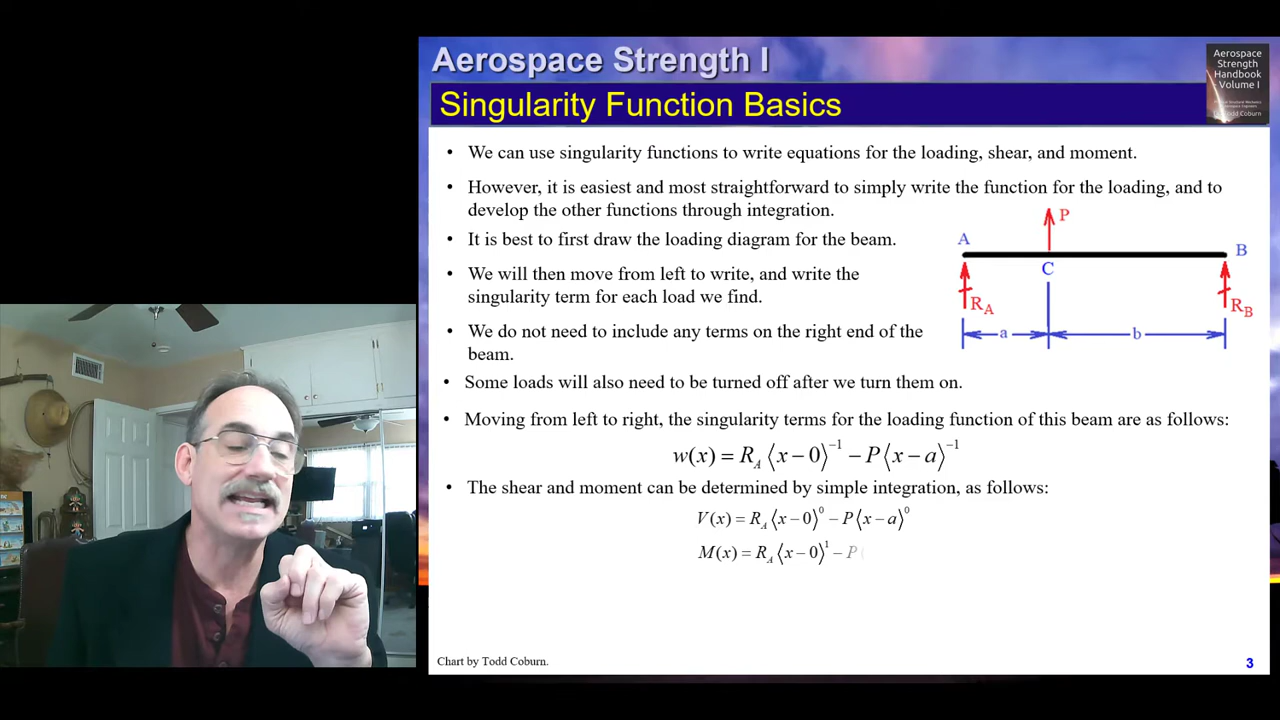 Aerospace Strength I
Aerospace
Strength
Handbook
- Volume I
Singularity Function Basics
• We can use singularity functions to write equations for the loading, shear, and moment.
• However, it is easiest and most straightforward to simply write the function for the loading, and to
develop the other functions through integration.
• It is best to first draw the loading diagram for the beam.
• We will then move from left to write, and write the
singularity term for each load we find.
• We do not need to include any terms on the right end of the
beam.
P
A
B
C
R_A
R_B
a
b
• Some loads will also need to be turned off after we turn them on.
• Moving from left to right, the singularity terms for the loading function of this beam are as follows:
w(x) = R_A ⟨x−0⟩^−1 − P⟨x−a⟩^−1
• The shear and moment can be determined by simple integration, as follows:
V(x) = R_A ⟨x−0⟩^0 − P⟨x−a⟩^0
M(x) = R_A ⟨x−0⟩^1 − P
Chart by Todd Coburn.
3